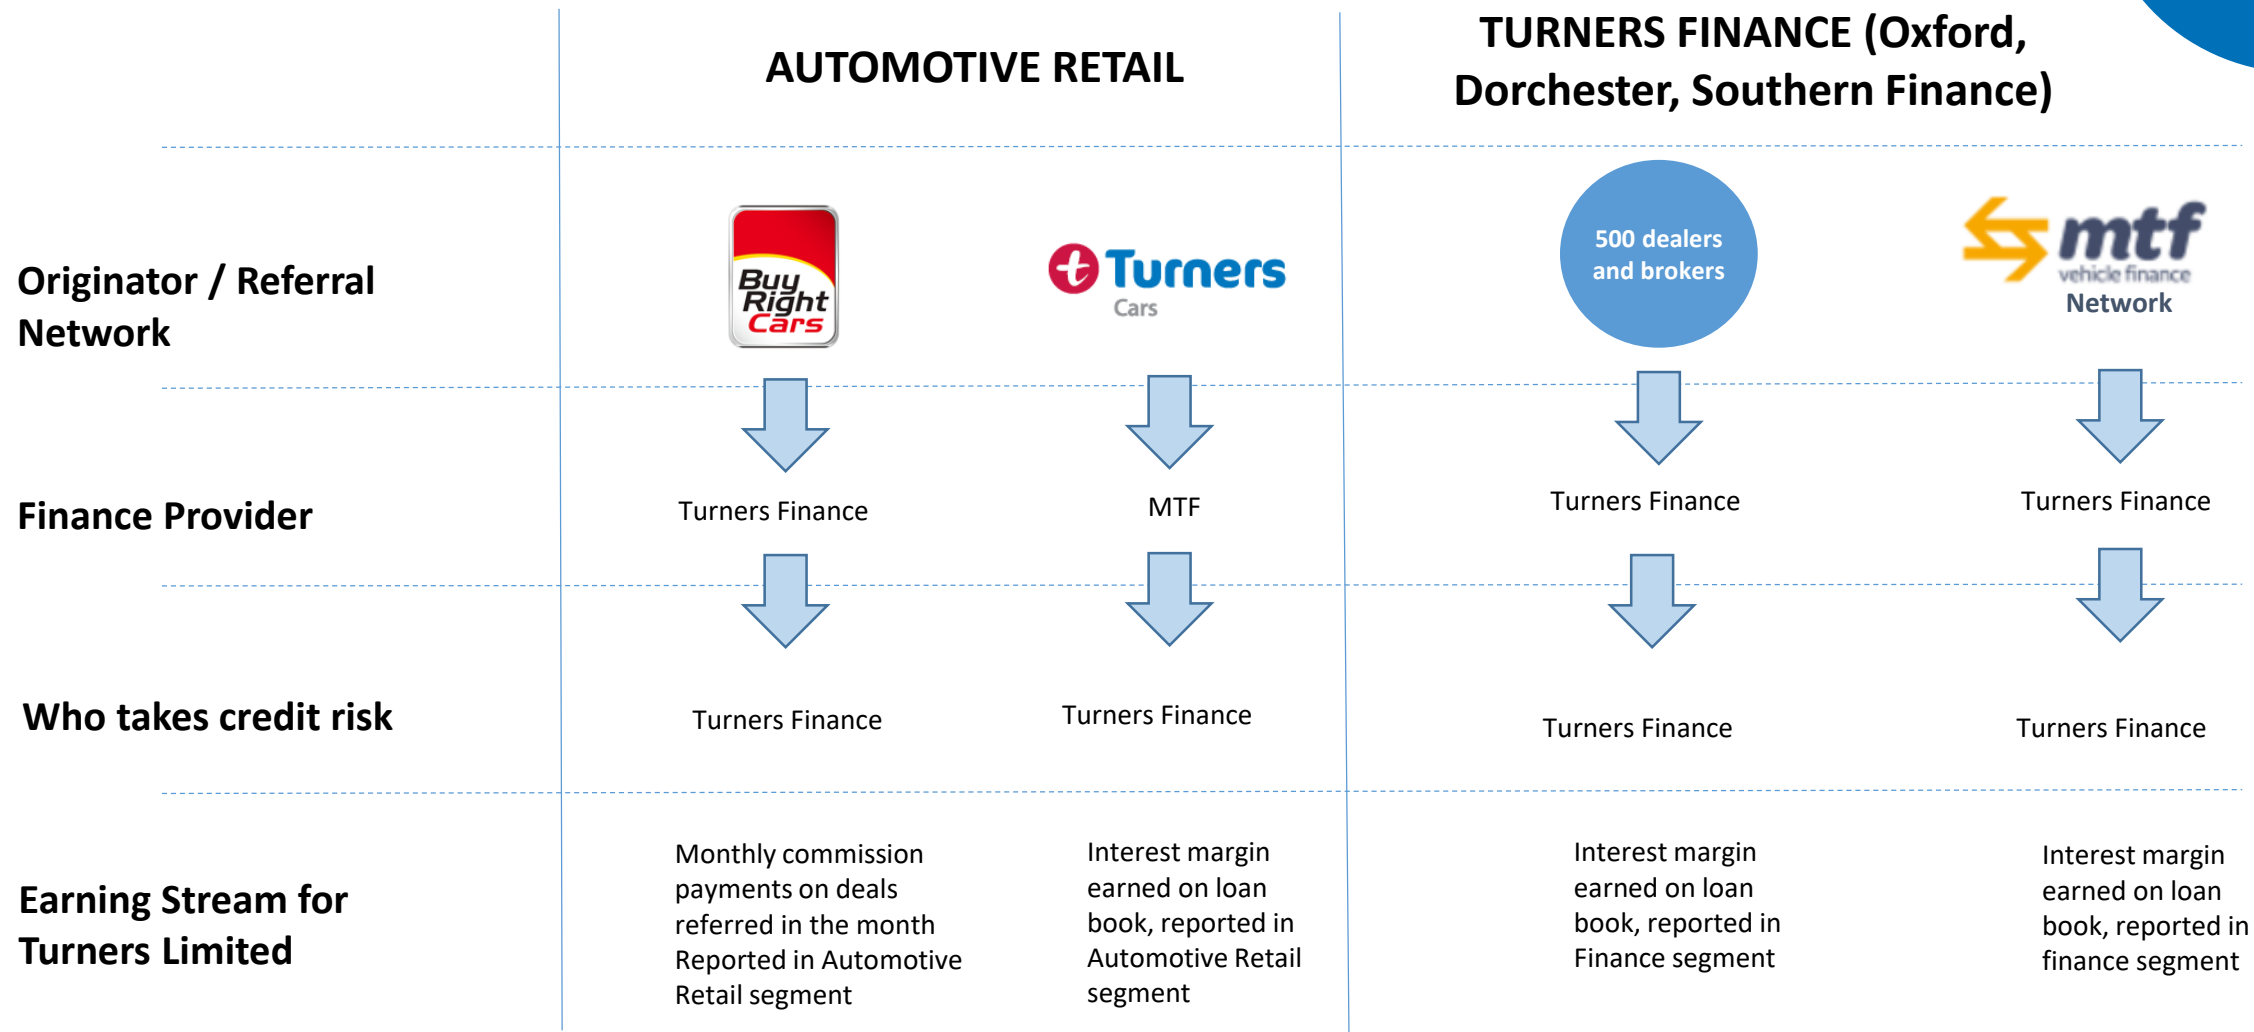 AUTOMOTIVE RETAIL
TURNERS FINANCE (Oxford,
Dorchester, Southern Finance)
Originator / Referral
Network
Buy
Right
Cars
Turners
Cars
500 dealers
and brokers
mtf
vehicle finance
Network
Finance Provider
Turners Finance
MTF
Turners Finance
Turners Finance
Who takes credit risk
Turners Finance
Turners Finance
Turners Finance
Turners Finance
Earning Stream for
Turners Limited
Monthly commission
payments on deals
referred in the month
Reported in Automotive
Retail segment
Interest margin
earned on loan
book, reported in
Automotive Retail
segment
Interest margin
earned on loan
book, reported in
Finance segment
Interest margin
earned on loan
book, reported in
finance segment